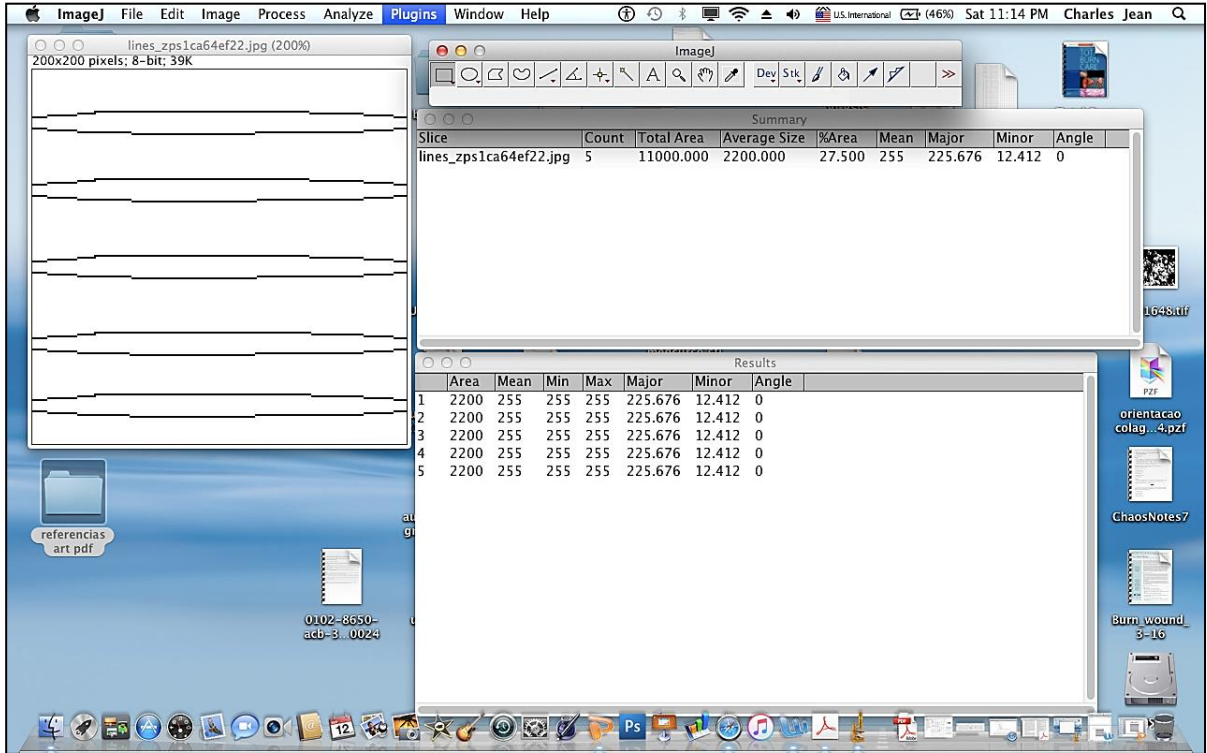 ImageJ File Edit Image Process Analyze Plugins Window Help U.S. International (46%) Sat 11:14 PM Charles Jean
lines_zps1ca64ef22.jpg (200%)
200x200 pixels; 8-bit; 39K
ImageJ
Dev Stk >>
Summary
Slice Count Total Area Average Size %Area Mean Major Minor Angle
lines_zps1ca64ef22.jpg 5 11000.000 2200.000 27.500 255 225.676 12.412 0
Results
Area Mean Min Max Major Minor Angle
1 2200 255 255 255 225.676 12.412 0
2 2200 255 255 255 225.676 12.412 0
3 2200 255 255 255 225.676 12.412 0
4 2200 255 255 255 225.676 12.412 0
5 2200 255 255 255 225.676 12.412 0
TOTAL
BURN
CARE
1648.tif
PZF
orientacao
colag...4.pzf
ChaosNotes7
Burn_wound_
3-16
referencias
art pdf
0102-8650-
acb-3...0024
12
Ps